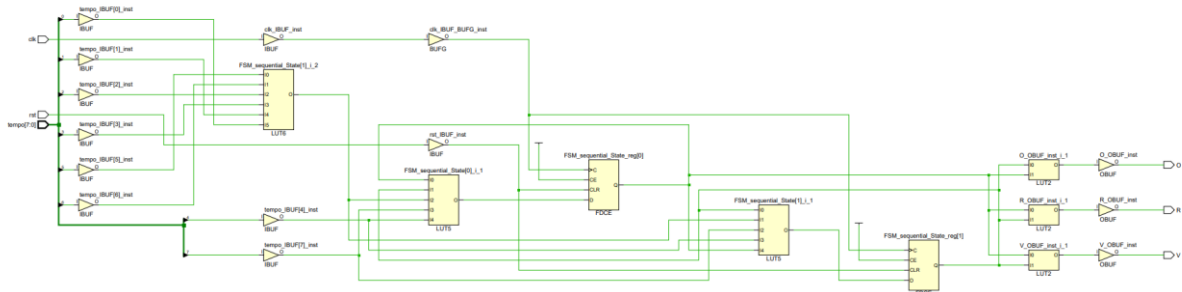 tempo_IBUF[0]_inst
IBUF
clk
clk_IBUF_inst
IBUF
clk_IBUF_BUFG_inst
BUFG
tempo_IBUF[1]_inst
IBUF
FSM_sequential_State[1]_i_2
I0
I1
I2
I3
I4
I5
O
LUT6
tempo_IBUF[2]_inst
IBUF
rst
tempo[7:0]
tempo_IBUF[3]_inst
IBUF
rst_IBUF_inst
IBUF
tempo_IBUF[5]_inst
IBUF
tempo_IBUF[6]_inst
IBUF
FSM_sequential_State[0]_i_1
I0
I1
I2
I3
I4
O
LUT5
FSM_sequential_State_reg[0]
C
CE
CLR
D
Q
FDCE
tempo_IBUF[4]_inst
IBUF
tempo_IBUF[7]_inst
IBUF
FSM_sequential_State[1]_i_1
I0
I1
I2
I3
I4
O
LUT5
FSM_sequential_State_reg[1]
C
CE
CLR
D
Q
O_OBUF_inst_i_1
I0
I1
O
LUT2
O_OBUF_inst
OBUF
O
R_OBUF_inst_i_1
I0
I1
O
LUT2
R_OBUF_inst
OBUF
R
V_OBUF_inst_i_1
I0
I1
O
LUT2
V_OBUF_inst
OBUF
V